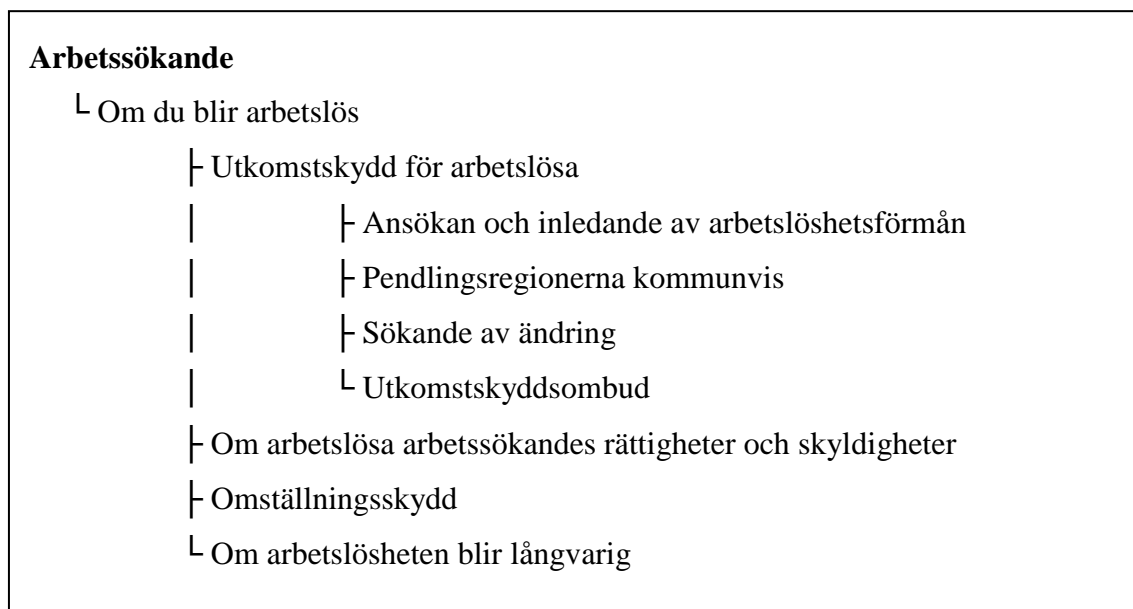 Arbetssökande
└ Om du blir arbetslös
├ Utkomstskydd för arbetslösa
│ ├ Ansökan och inledande av arbetslöshetsförmån
│ ├ Pendlingsregionerna kommunvis
│ ├ Sökande av ändring
│ └ Utkomstskyddsombud
├ Om arbetslösa arbetssökandes rättigheter och skyldigheter
├ Omställningsskydd
└ Om arbetslösheten blir långvarig